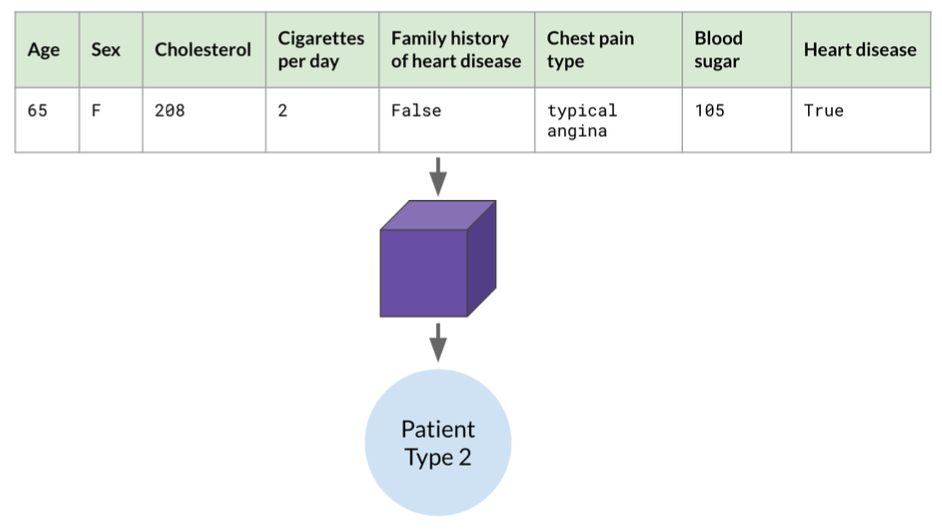 Age
Sex
Cholesterol
Cigarettes
per day
Family history
of heart disease
Chest pain
type
Blood
sugar
Heart disease
65
F
208
2
False
typical
angina
105
True
Patient
Type 2